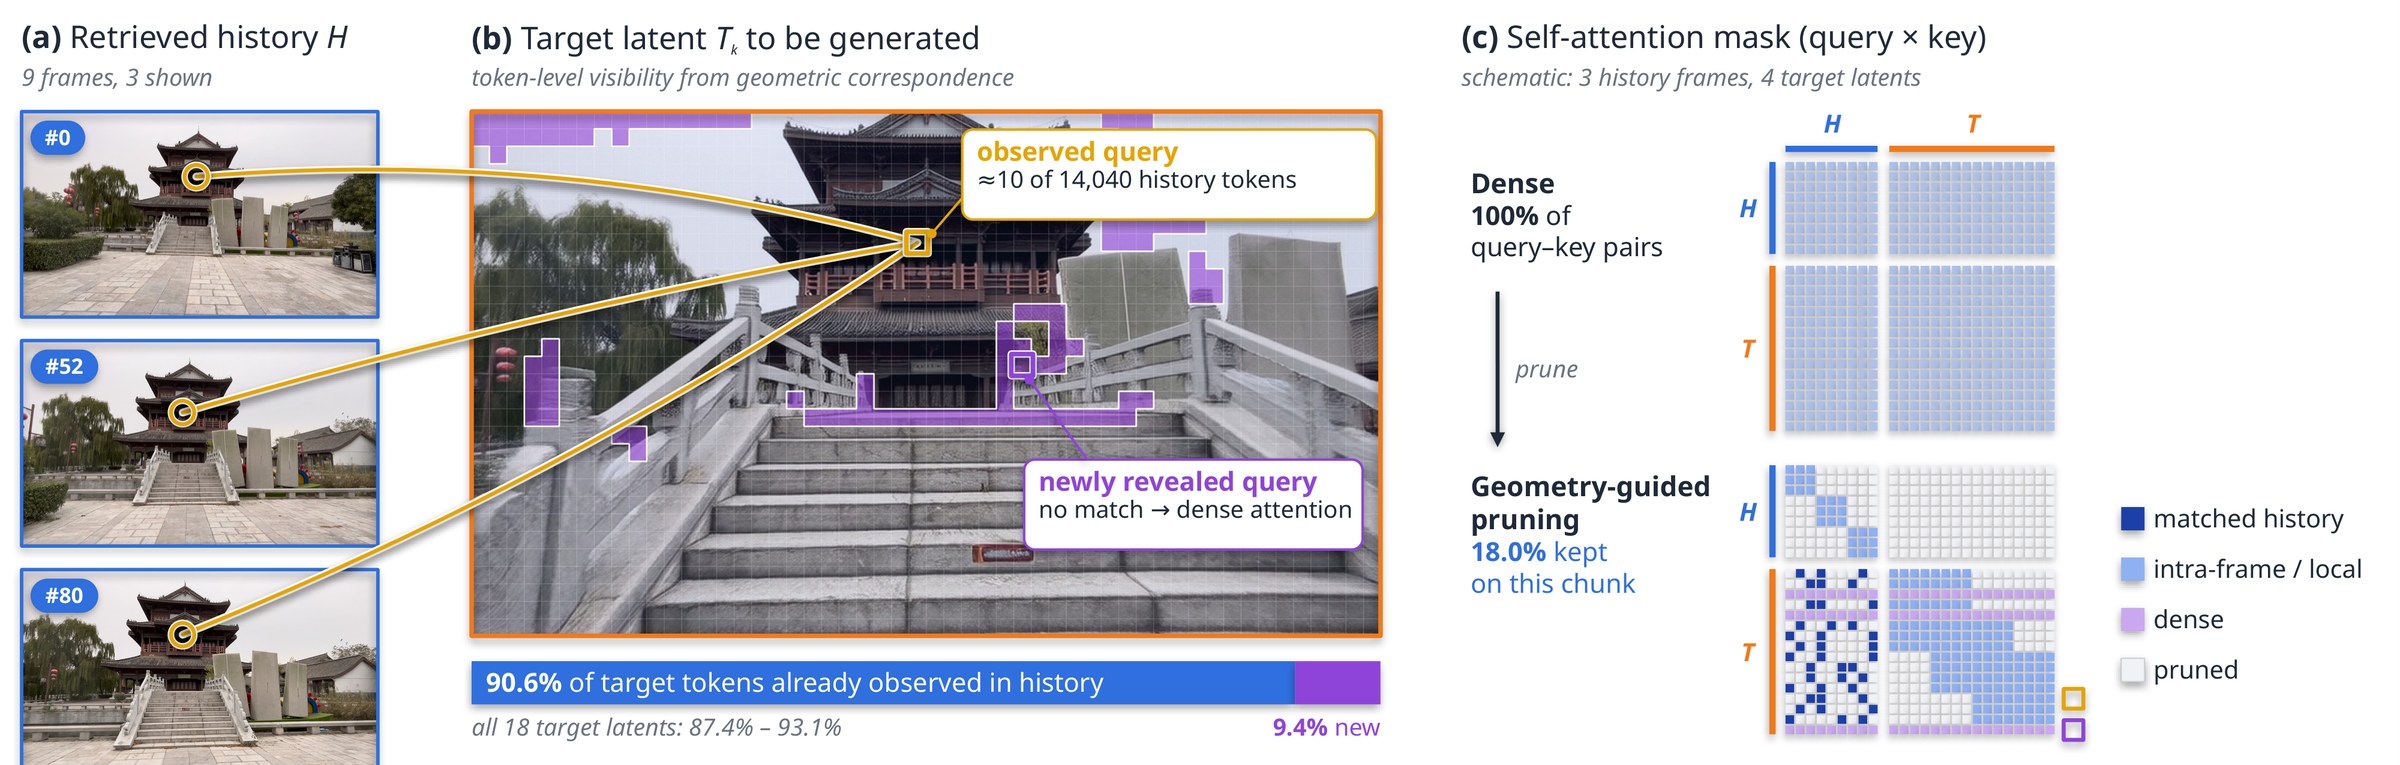 (a) Retrieved history H
9 frames, 3 shown
#0
#52
#80
(b) Target latent Tₖ to be generated
token-level visibility from geometric correspondence
observed query
≈10 of 14,040 history tokens
newly revealed query
no match → dense attention
90.6% of target tokens already observed in history
all 18 target latents: 87.4% – 93.1%
9.4% new
(c) Self-attention mask (query × key)
schematic: 3 history frames, 4 target latents
H
T
Dense
100% of
query–key pairs
H
T
prune
Geometry-guided
pruning
18.0% kept
on this chunk
H
T
matched history
intra-frame / local
dense
pruned